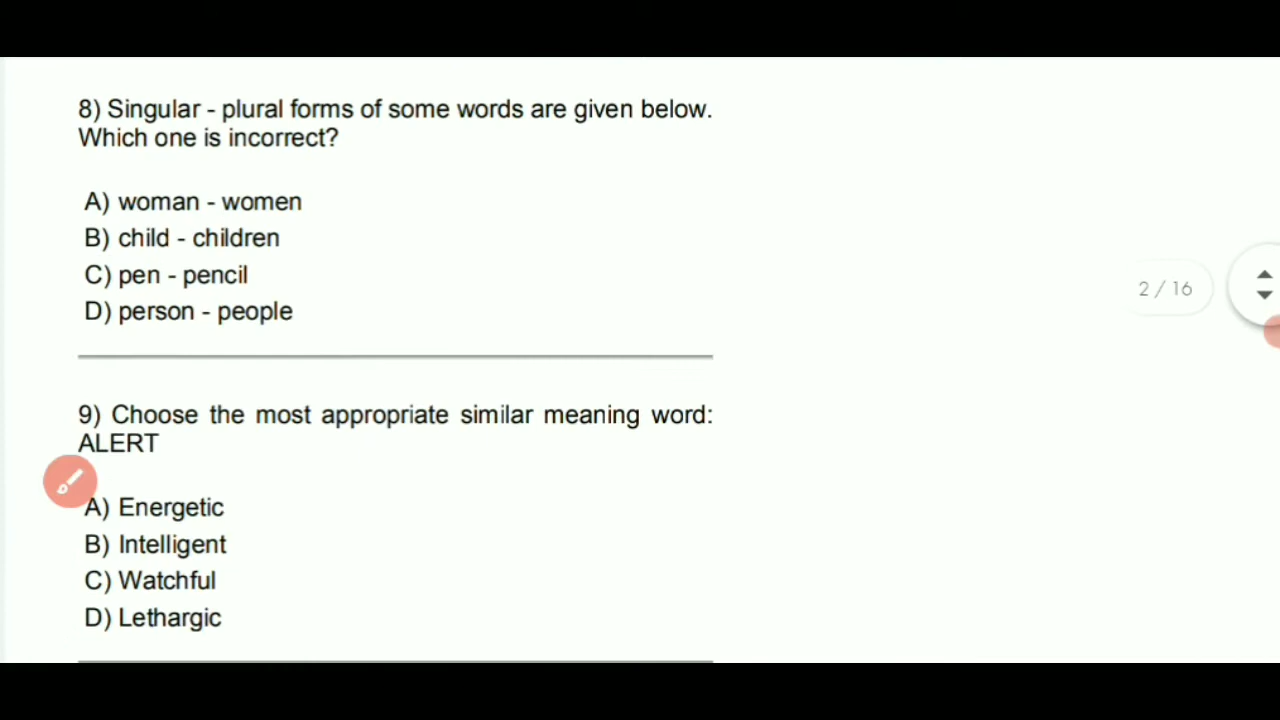 8) Singular - plural forms of some words are given below.
Which one is incorrect?
A) woman - women
B) child - children
C) pen - pencil
D) person - people
2 / 16
9) Choose the most appropriate similar meaning word:
ALERT
A) Energetic
B) Intelligent
C) Watchful
D) Lethargic